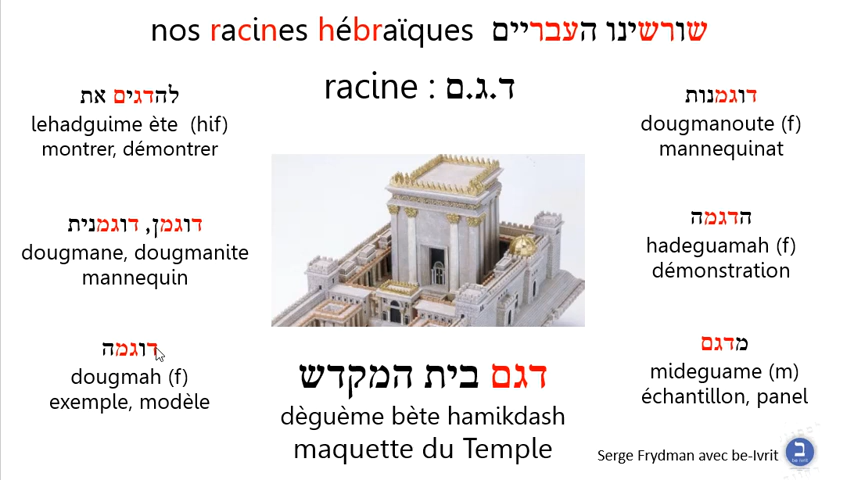 nos racines hébraïques שורשינו העבריים
racine : ד.ג.ם
להדגים את
lehadguime ète (hif)
montrer, démontrer
דוגמן, דוגמנית
dougmane, dougmanite
mannequin
דוגמה
dougmah (f)
exemple, modèle
דגם בית המקדש
dèguème bète hamikdash
maquette du Temple
דוגמנות
dougmanoute (f)
mannequinat
הדגמה
hadeguamah (f)
démonstration
מדגם
mideguame (m)
échantillon, panel
Serge Frydman avec be-Ivrit
ב
be ivrit